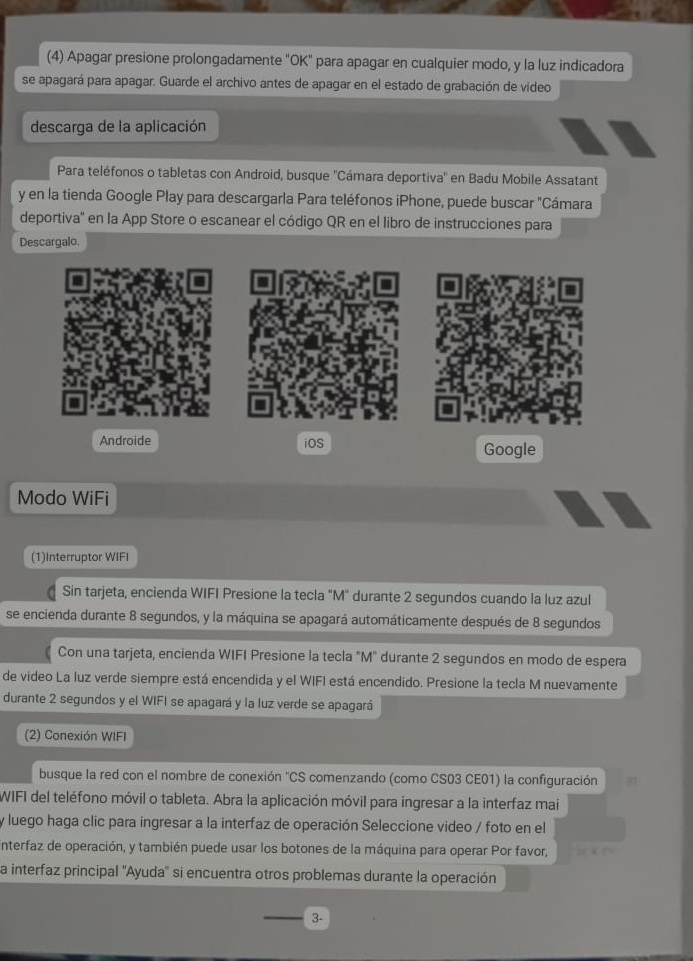 (4) Apagar presione prolongadamente "OK" para apagar en cualquier modo, y la luz indicadora
se apagará para apagar. Guarde el archivo antes de apagar en el estado de grabación de video
descarga de la aplicación
Para teléfonos o tabletas con Android, busque "Cámara deportiva" en Badu Mobile Assatant
y en la tienda Google Play para descargarla Para teléfonos iPhone, puede buscar "Cámara
deportiva" en la App Store o escanear el código QR en el libro de instrucciones para
Descargalo.
Androide
iOS
Google
Modo WiFi
(1)Interruptor WIFI
Sin tarjeta, encienda WIFI Presione la tecla "M" durante 2 segundos cuando la luz azul
se encienda durante 8 segundos, y la máquina se apagará automáticamente después de 8 segundos
Con una tarjeta, encienda WIFI Presione la tecla "M" durante 2 segundos en modo de espera
de video La luz verde siempre está encendida y el WIFI está encendido. Presione la tecla M nuevamente
durante 2 segundos y el WIFI se apagará y la luz verde se apagará
(2) Conexión WIFI
busque la red con el nombre de conexión "CS comenzando (como CS03 CE01) la configuración
WIFI del teléfono móvil o tableta. Abra la aplicación móvil para ingresar a la interfaz mai
y luego haga clic para ingresar a la interfaz de operación Seleccione video / foto en el
nterfaz de operación, y también puede usar los botones de la máquina para operar Por favor,
a interfaz principal "Ayuda" si encuentra otros problemas durante la operación
3-